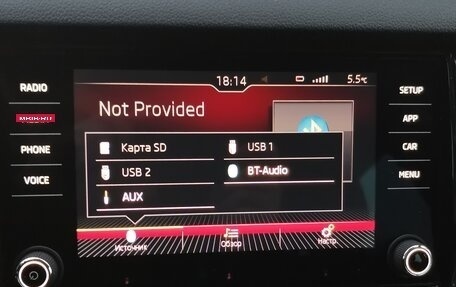 18:14
5.5°C
RADIO
SETUP
Not Provided
APP
Карта SD
USB 1
PHONE
CAR
USB 2
BT-Audio
VOICE
MENU
AUX
Источник
Обзор
Настр.